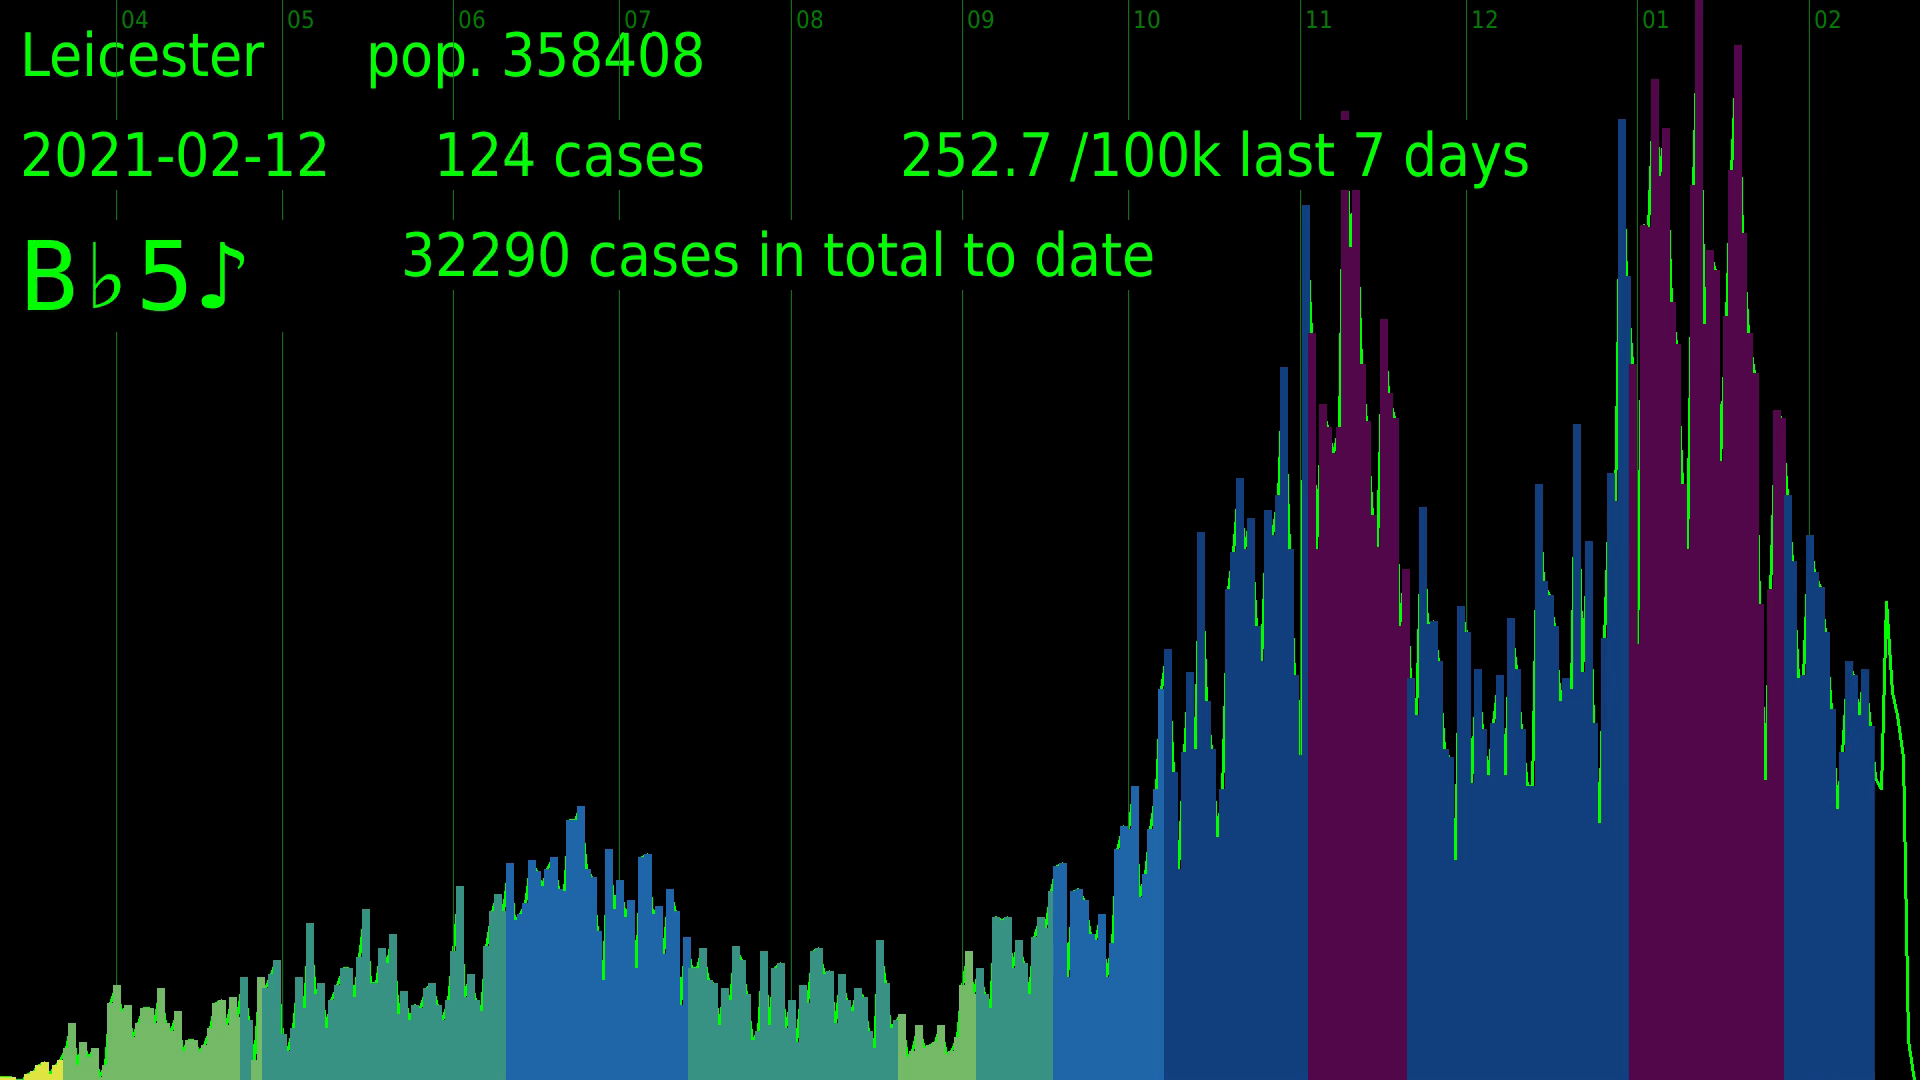 04 05 06 07 08 09 10 11 12 01 02
Leicester pop. 358408
2021-02-12 124 cases 252.7 /100k last 7 days
B♭5♪ 32290 cases in total to date